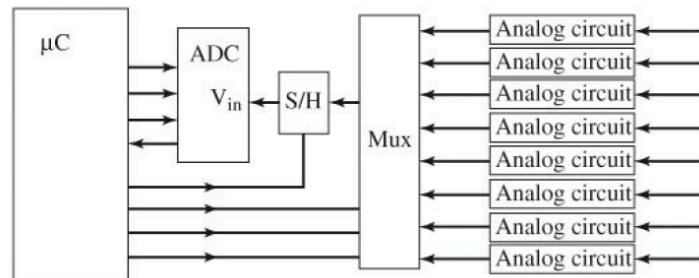 μC
ADC
V_in
S/H
Mux
Analog circuit
Analog circuit
Analog circuit
Analog circuit
Analog circuit
Analog circuit
Analog circuit
Analog circuit